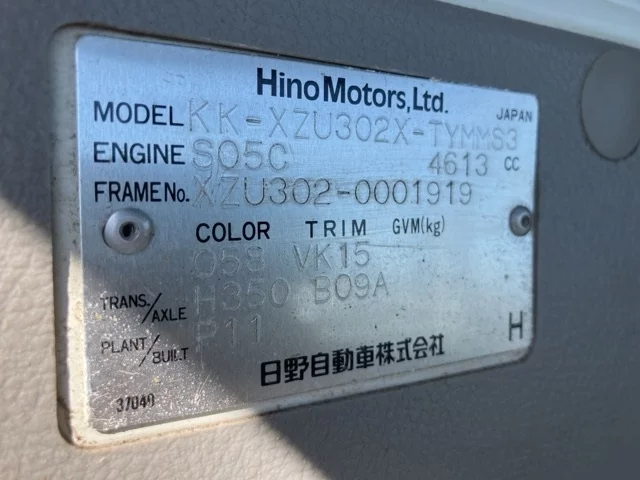 Hino Motors, Ltd.
MODEL KK-XZU302X-TYMMS3 JAPAN
ENGINE S05C 4613 CC
FRAME No. XZU302-0001919
COLOR TRIM GVM(kg)
058 VK15
TRANS./AXLE H350 B09A
PLANT/BUILT P11 H
日野自動車株式会社
37040